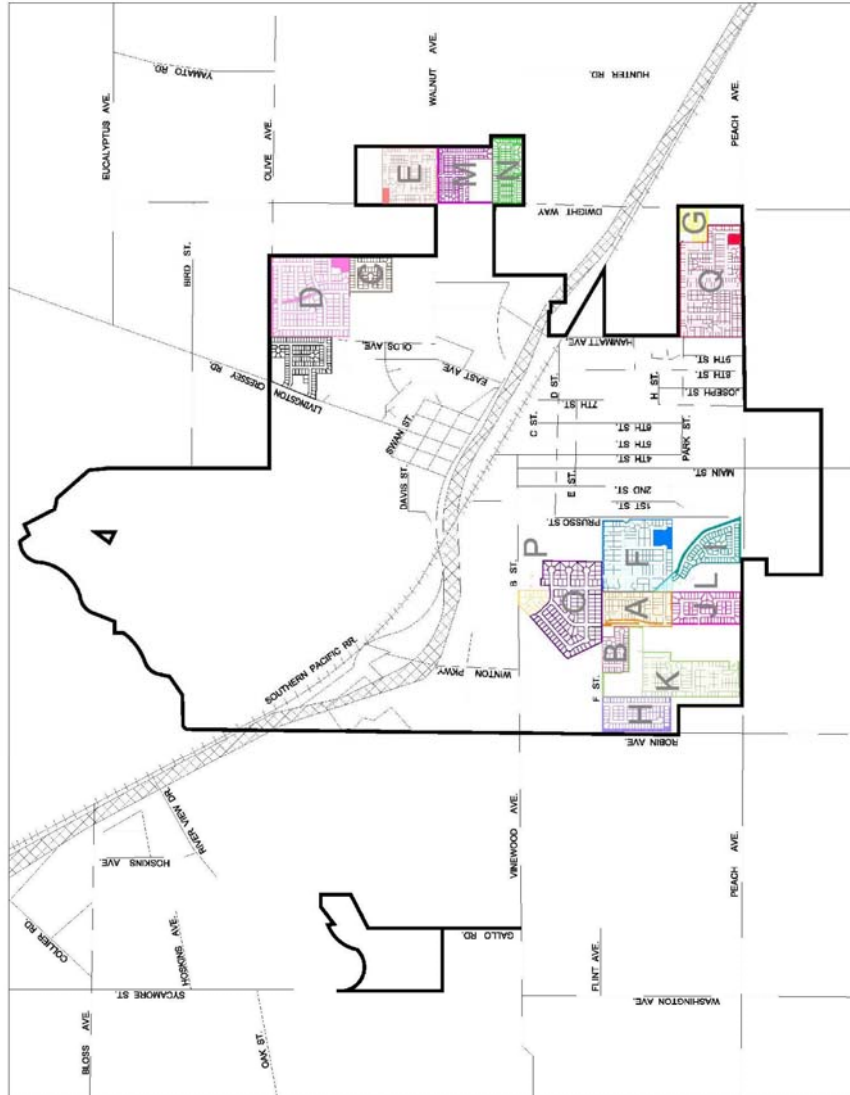 YAMATO RD.
EUCALYPTUS AVE.
OLIVE AVE.
WALNUT AVE.
HUNTER RD.
PEACH AVE.
E
M
N
DWIGHT WAY
G
BIRD ST.
D
C
Q
LIVINGSTON CRESSEY RD.
OLDS AVE.
EAST AVE
HAMMATT AVE.
9TH ST.
8TH ST.
JOSEPH ST.
H ST.
D ST.
7TH ST.
C ST.
SWAN ST.
6TH ST.
5TH ST.
4TH ST.
PARK ST.
MAIN ST.
DAVIS ST.
E ST.
2ND ST.
1ST ST.
PRUSSO ST.
B ST.
P
F
I
O
A
L
J
B
K
H
F ST.
WINTON PKWY
SOUTHERN PACIFIC RR.
ROBIN AVE.
RIVER VIEW DR.
HOSKINS AVE.
VINEWOOD AVE.
PEACH AVE.
COLLIER RD.
HOSKINS AVE.
GALLO RD.
FLINT AVE.
SYCAMORE ST.
WASHINGTON AVE.
BLOSS AVE.
OAK ST.